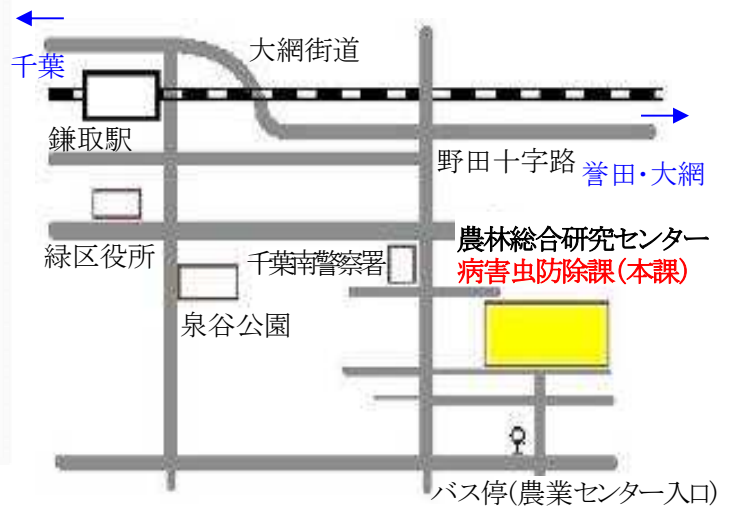 大網街道
千葉
鎌取駅
野田十字路
誉田・大網
農林総合研究センター
病害虫防除課(本課)
緑区役所
千葉南警察署
泉谷公園
バス停(農業センター入口)